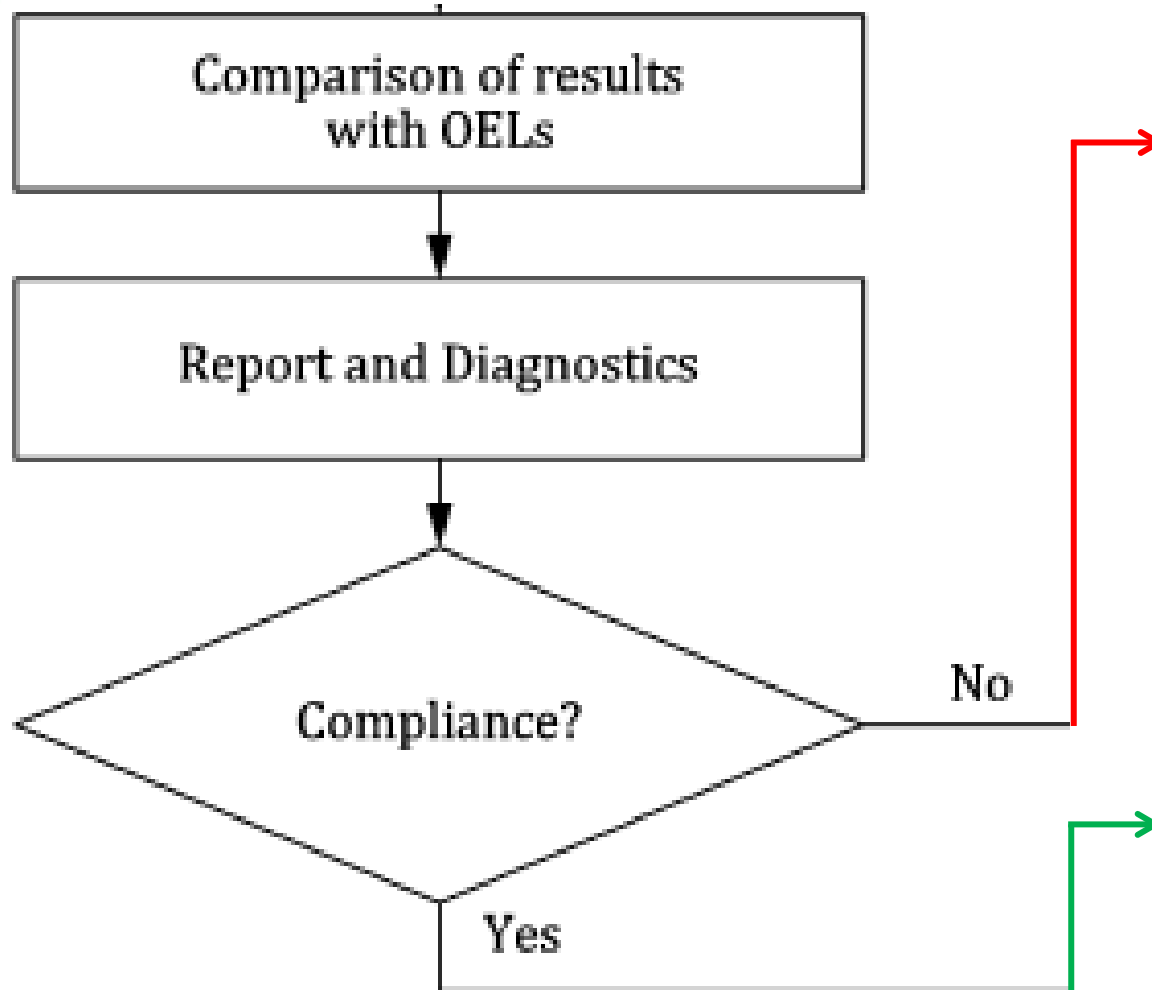 Comparison of results
with OELs
Report and Diagnostics
Compliance?
No
Yes